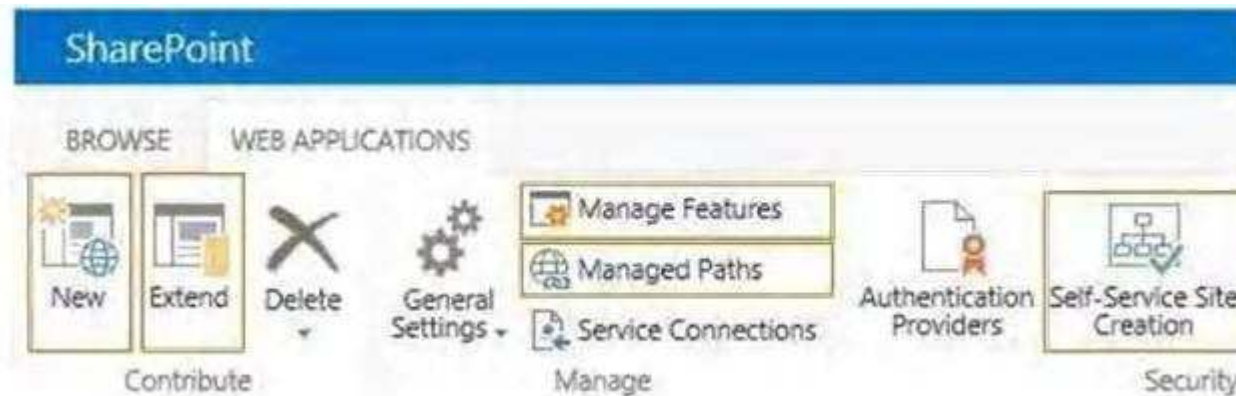 SharePoint
BROWSE WEB APPLICATIONS
New
Extend
Delete
General
Settings
Manage Features
Managed Paths
Service Connections
Authentication
Providers
Self-Service Site
Creation
Contribute
Manage
Security